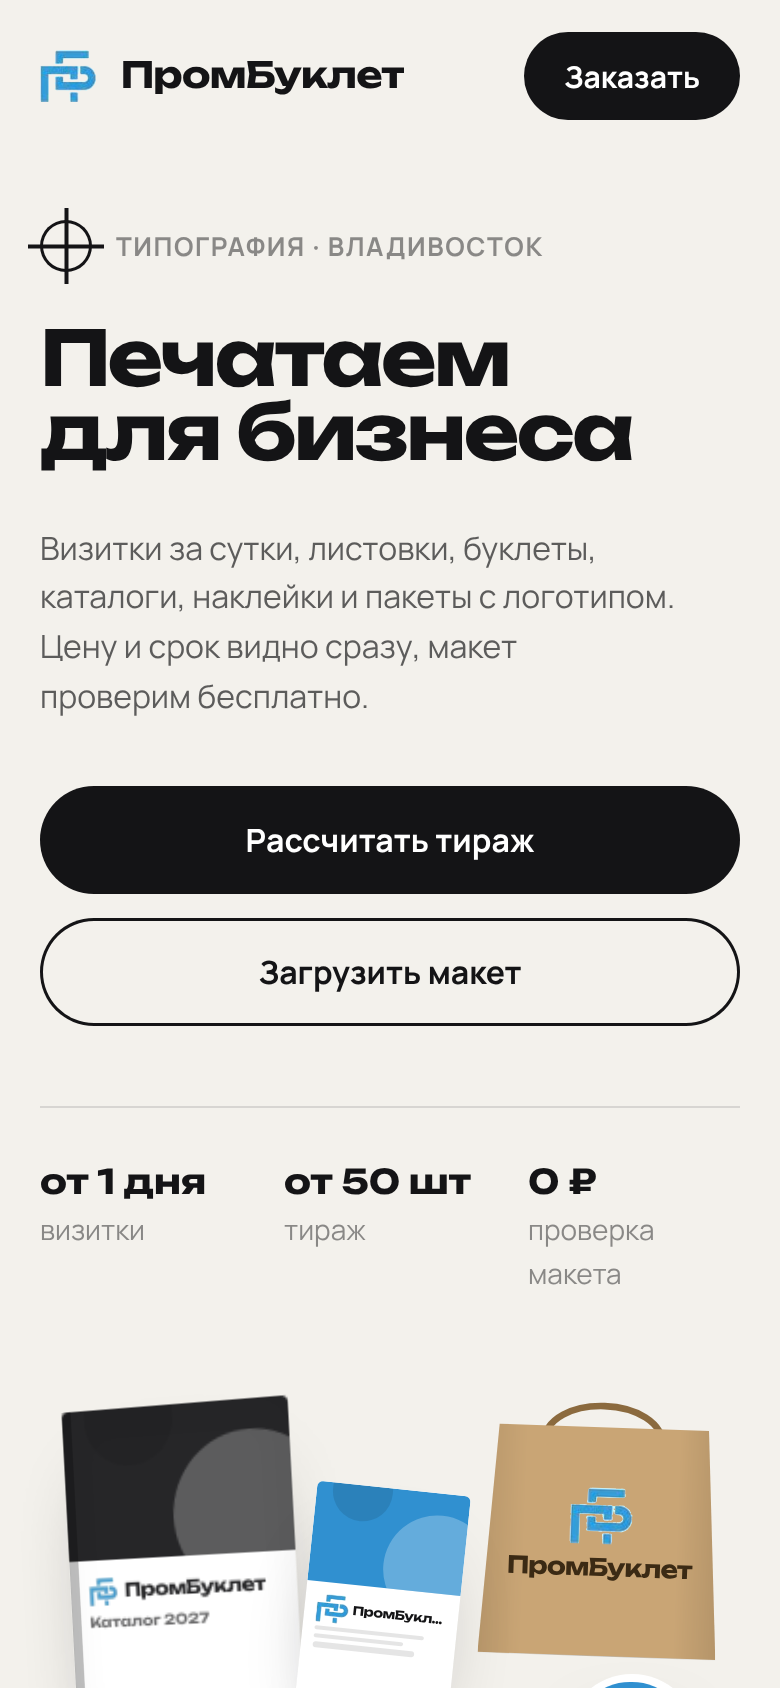 ПромБуклет
Заказать
ТИПОГРАФИЯ · ВЛАДИВОСТОК
Печатаем
для бизнеса
Визитки за сутки, листовки, буклеты,
каталоги, наклейки и пакеты с логотипом.
Цену и срок видно сразу, макет
проверим бесплатно.
Рассчитать тираж
Загрузить макет
от 1 дня
визитки
от 50 шт
тираж
0 ₽
проверка
макета
ПромБуклет
Каталог 2027
ПромБукл...
ПромБуклет